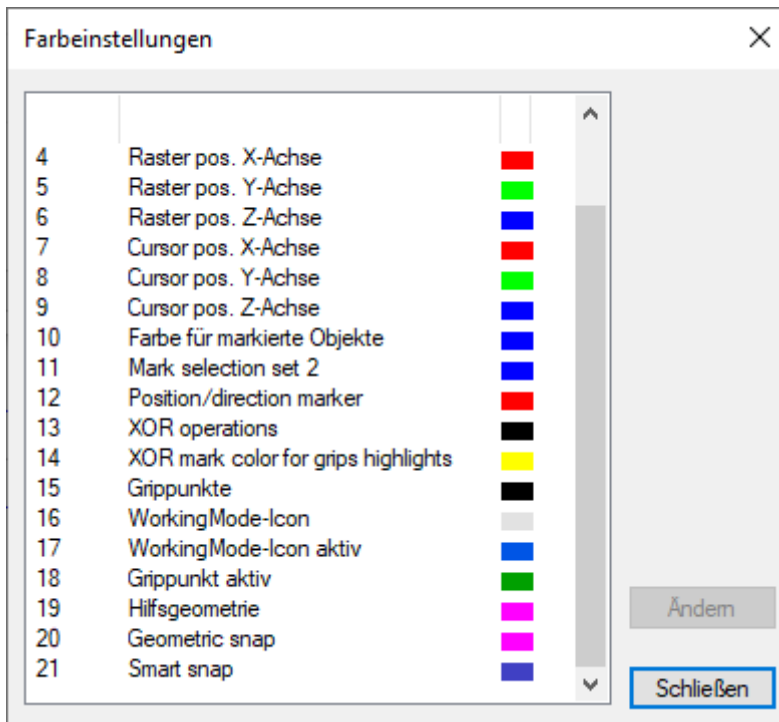 Farbeinstellungen
4 Raster pos. X-Achse
5 Raster pos. Y-Achse
6 Raster pos. Z-Achse
7 Cursor pos. X-Achse
8 Cursor pos. Y-Achse
9 Cursor pos. Z-Achse
10 Farbe für markierte Objekte
11 Mark selection set 2
12 Position/direction marker
13 XOR operations
14 XOR mark color for grips highlights
15 Grippunkte
16 WorkingMode-Icon
17 WorkingMode-Icon aktiv
18 Grippunkt aktiv
19 Hilfsgeometrie
20 Geometric snap
21 Smart snap
Ändern
Schließen